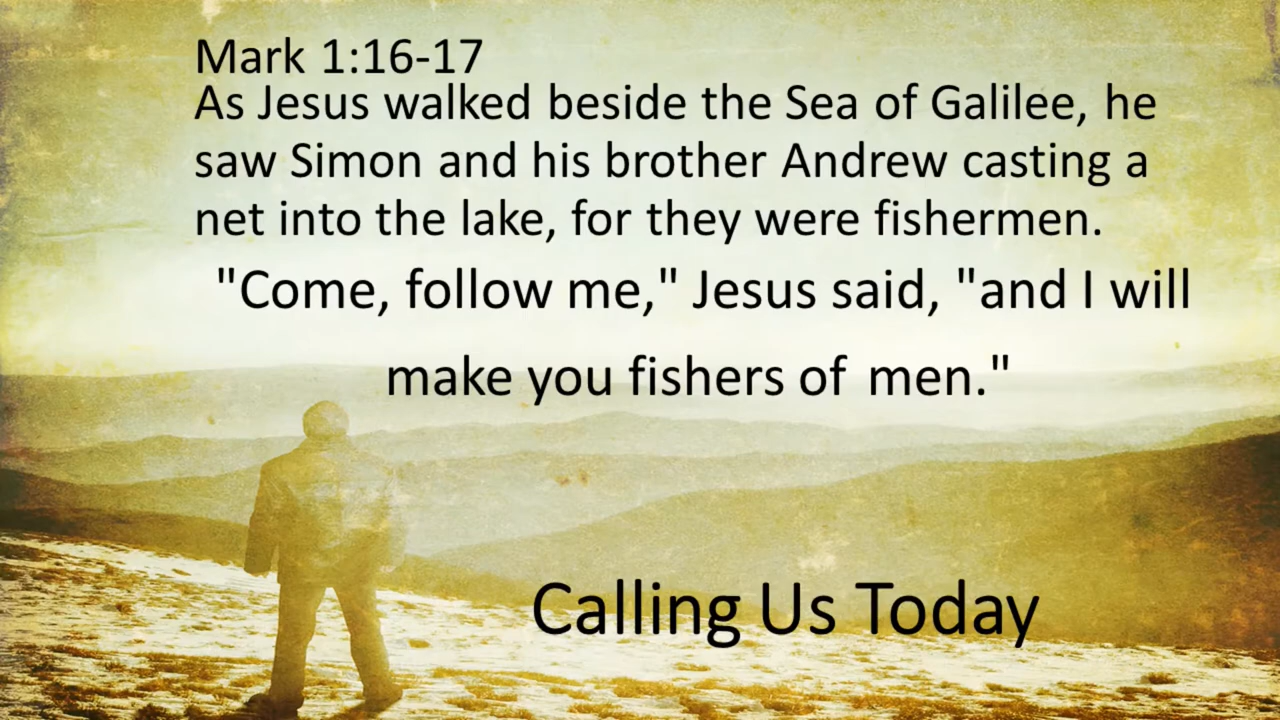 Mark 1:16-17
As Jesus walked beside the Sea of Galilee, he
saw Simon and his brother Andrew casting a
net into the lake, for they were fishermen.
"Come, follow me," Jesus said, "and I will
make you fishers of men."
Calling Us Today